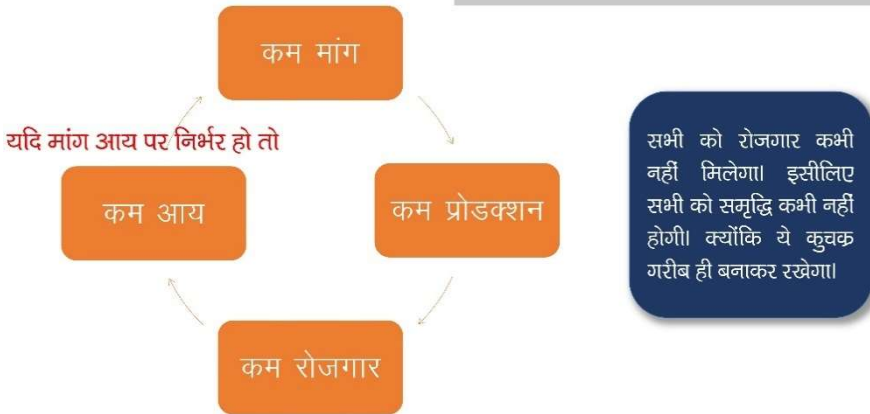 कम मांग
यदि मांग आय पर निर्भर हो तो
कम आय
कम प्रोडक्शन
कम रोजगार
सभी को रोजगार कभी
नहीं मिलेगा। इसीलिए
सभी को समृद्धि कभी नहीं
होगी। क्योंकि ये कुचक्र
गरीब ही बनाकर रखेगा।